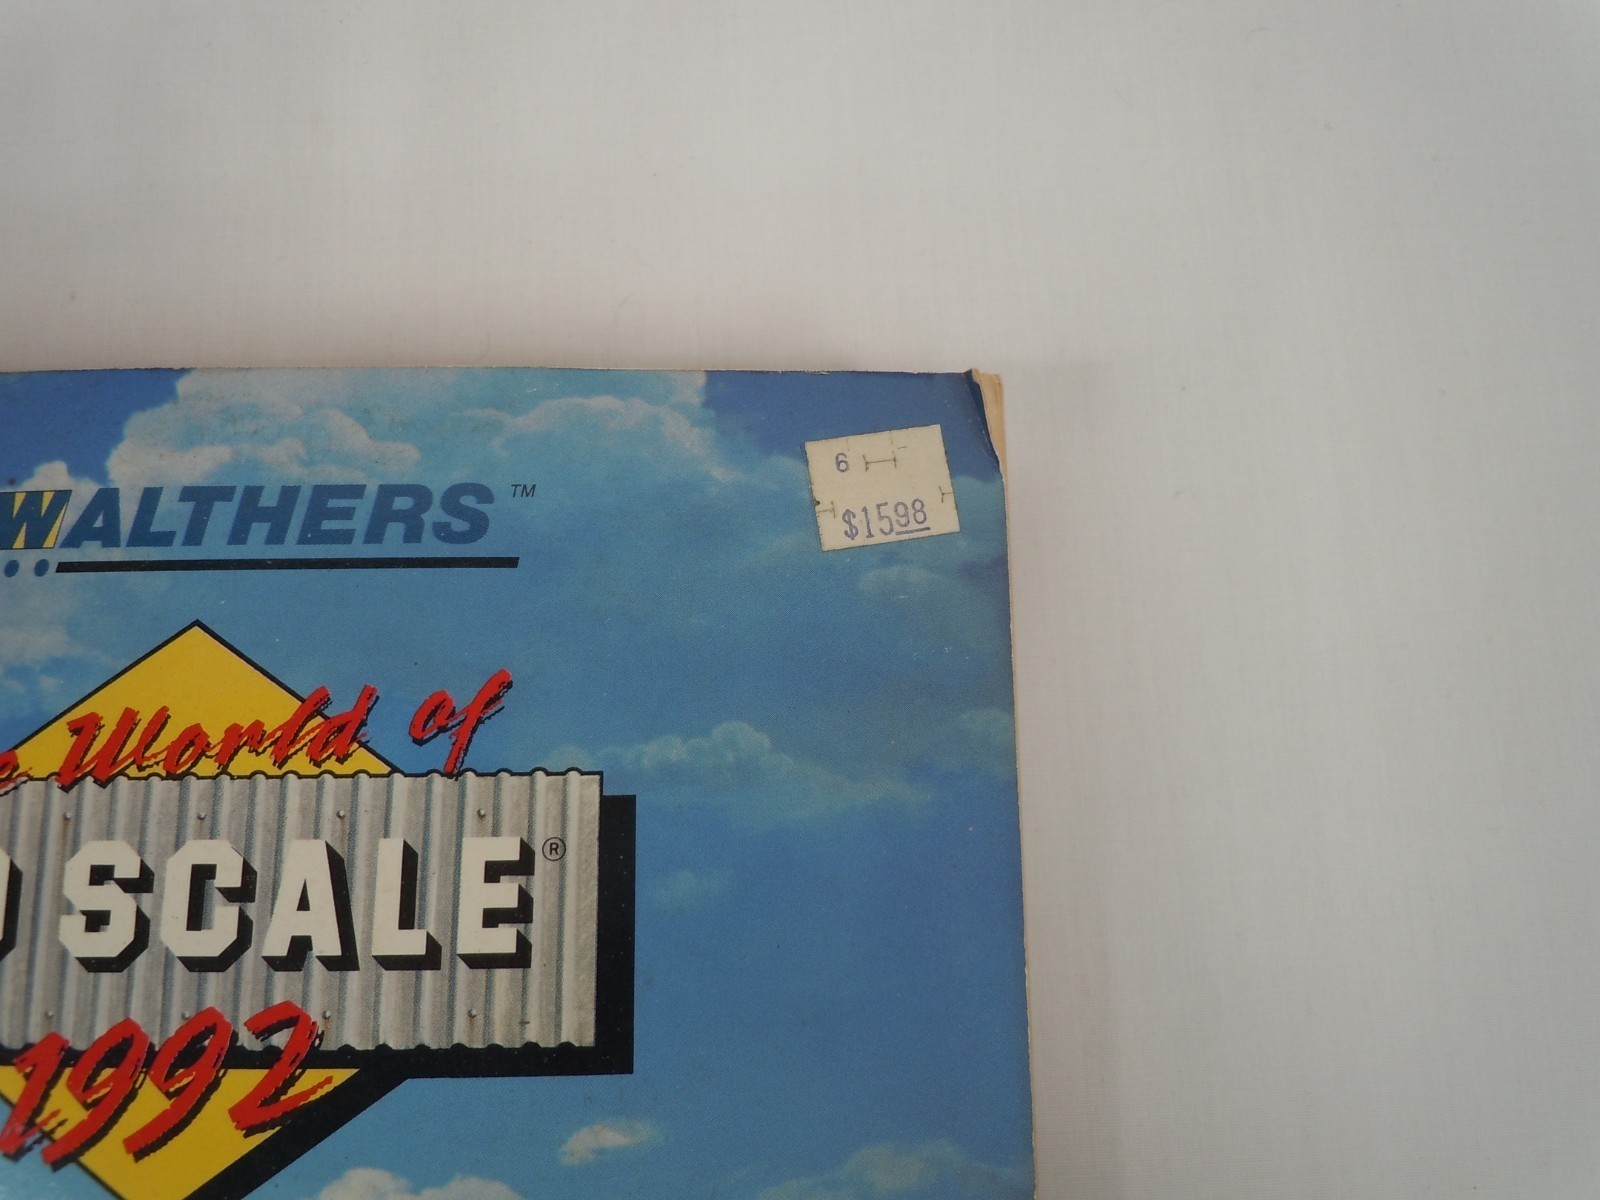 WALTHERS™
6
$1598
World of
SCALE®
1992